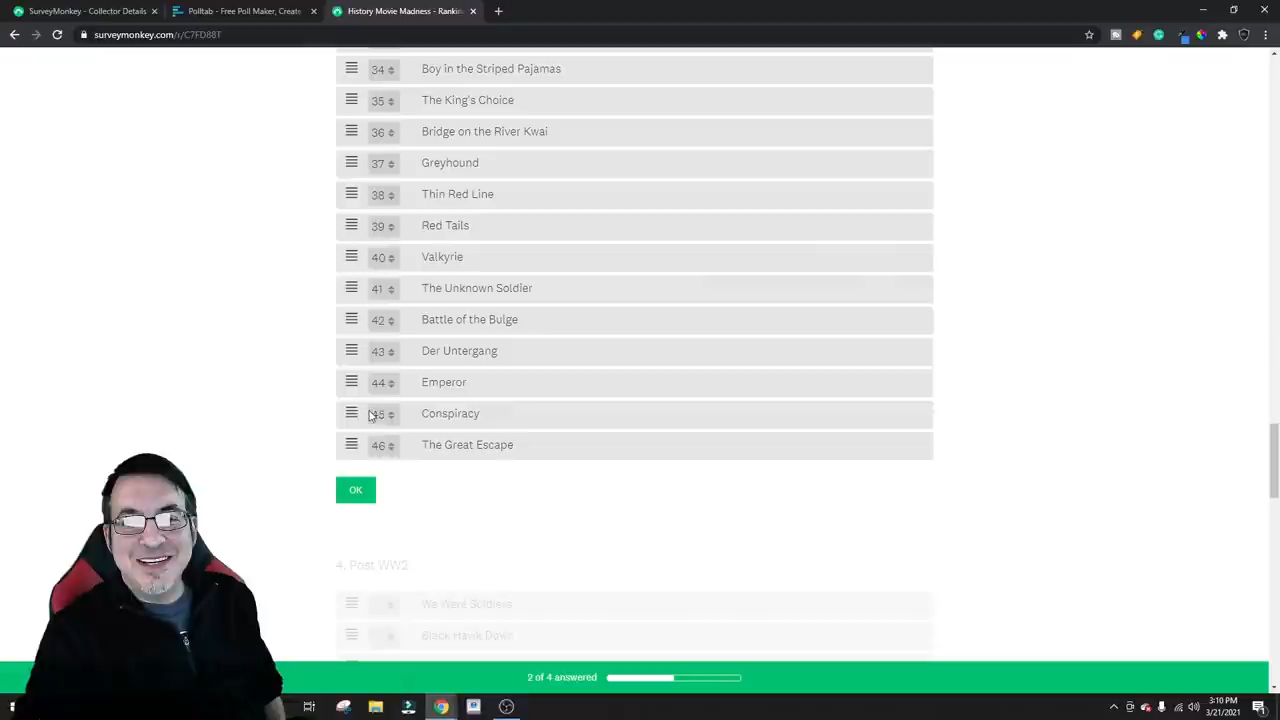 SurveyMonkey - Collector Details
Polltab - Free Poll Maker, Create
History Movie Madness - Rankin
surveymonkey.com/r/C7FD88T
34 Boy in the Striped Pajamas
35 The King's Choice
36 Bridge on the River Kwai
37 Greyhound
38 Thin Red Line
39 Red Tails
40 Valkyrie
41 The Unknown Soldier
42 Battle of the Bulge
43 Der Untergang
44 Emperor
45 Conspiracy
46 The Great Escape
OK
4. Post WW2
We Were Soldiers
Black Hawk Down
2 of 4 answered
3:10 PM
3/21/2021